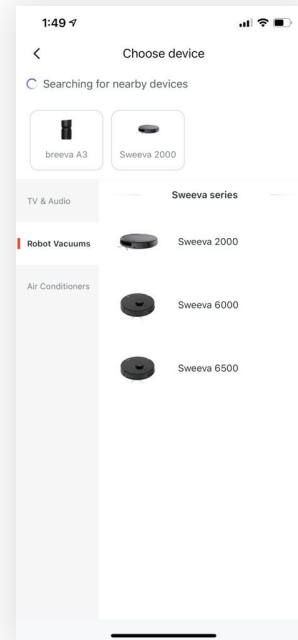 1:49
Choose device
Searching for nearby devices
breeva A3
Sweeva 2000
TV & Audio
Robot Vacuums
Air Conditioners
Sweeva series
Sweeva 2000
Sweeva 6000
Sweeva 6500